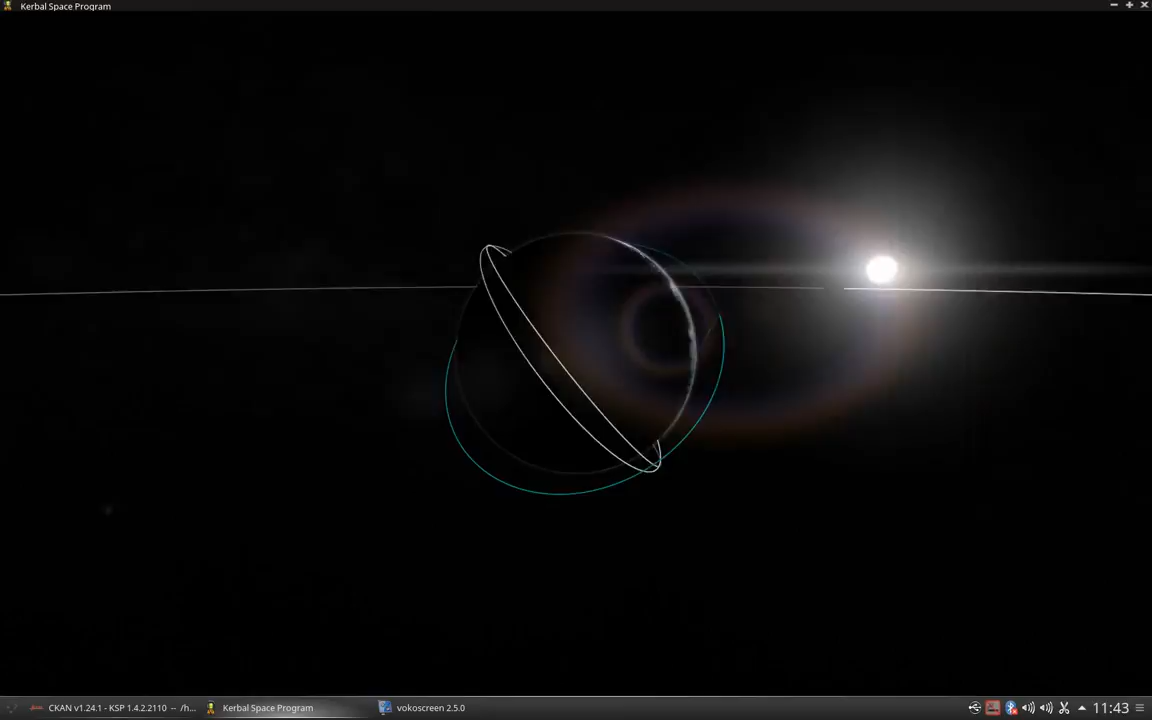 Kerbal Space Program
CKAN v1.24.1 - KSP 1.4.2.2110 -- /h...
Kerbal Space Program
vokoscreen 2.5.0
11:43